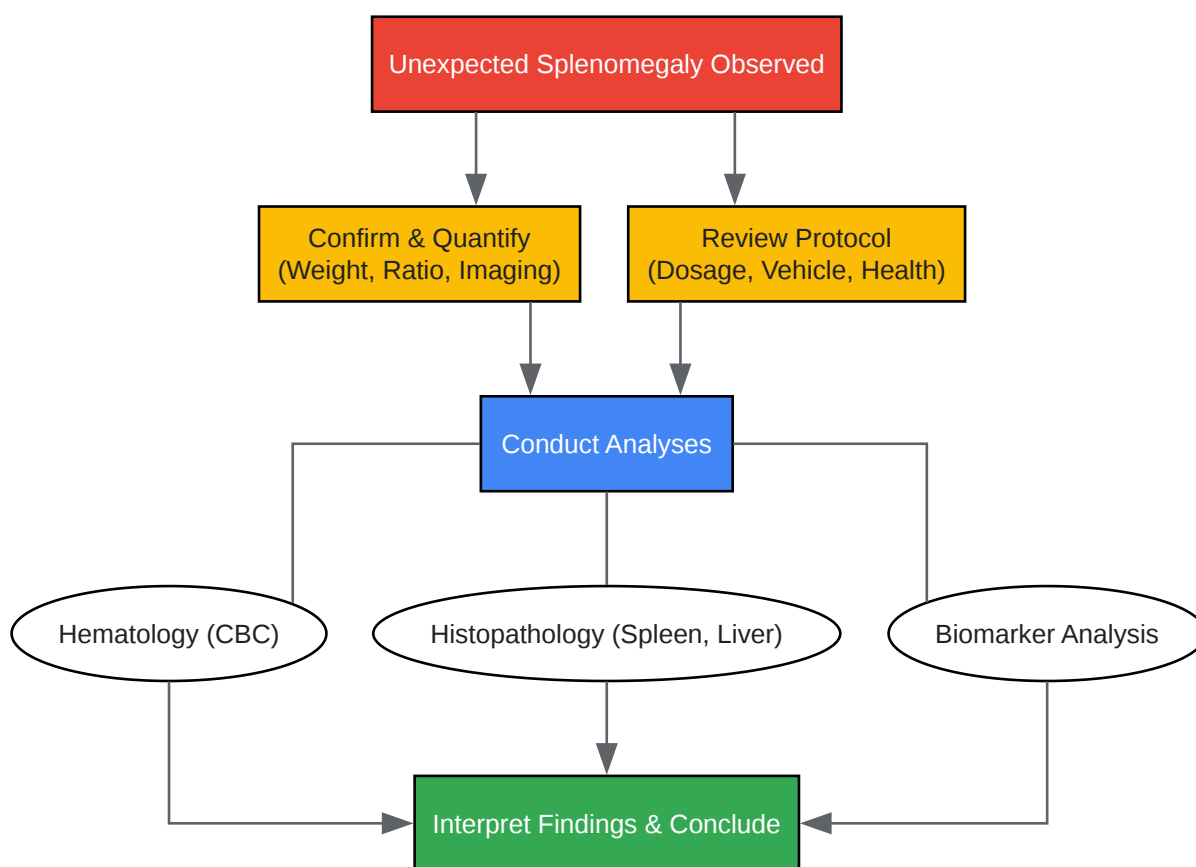 Unexpected Splenomegaly Observed
Confirm & Quantify
(Weight, Ratio, Imaging)
Review Protocol
(Dosage, Vehicle, Health)
Conduct Analyses
Hematology (CBC)
Histopathology (Spleen, Liver)
Biomarker Analysis
Interpret Findings & Conclude